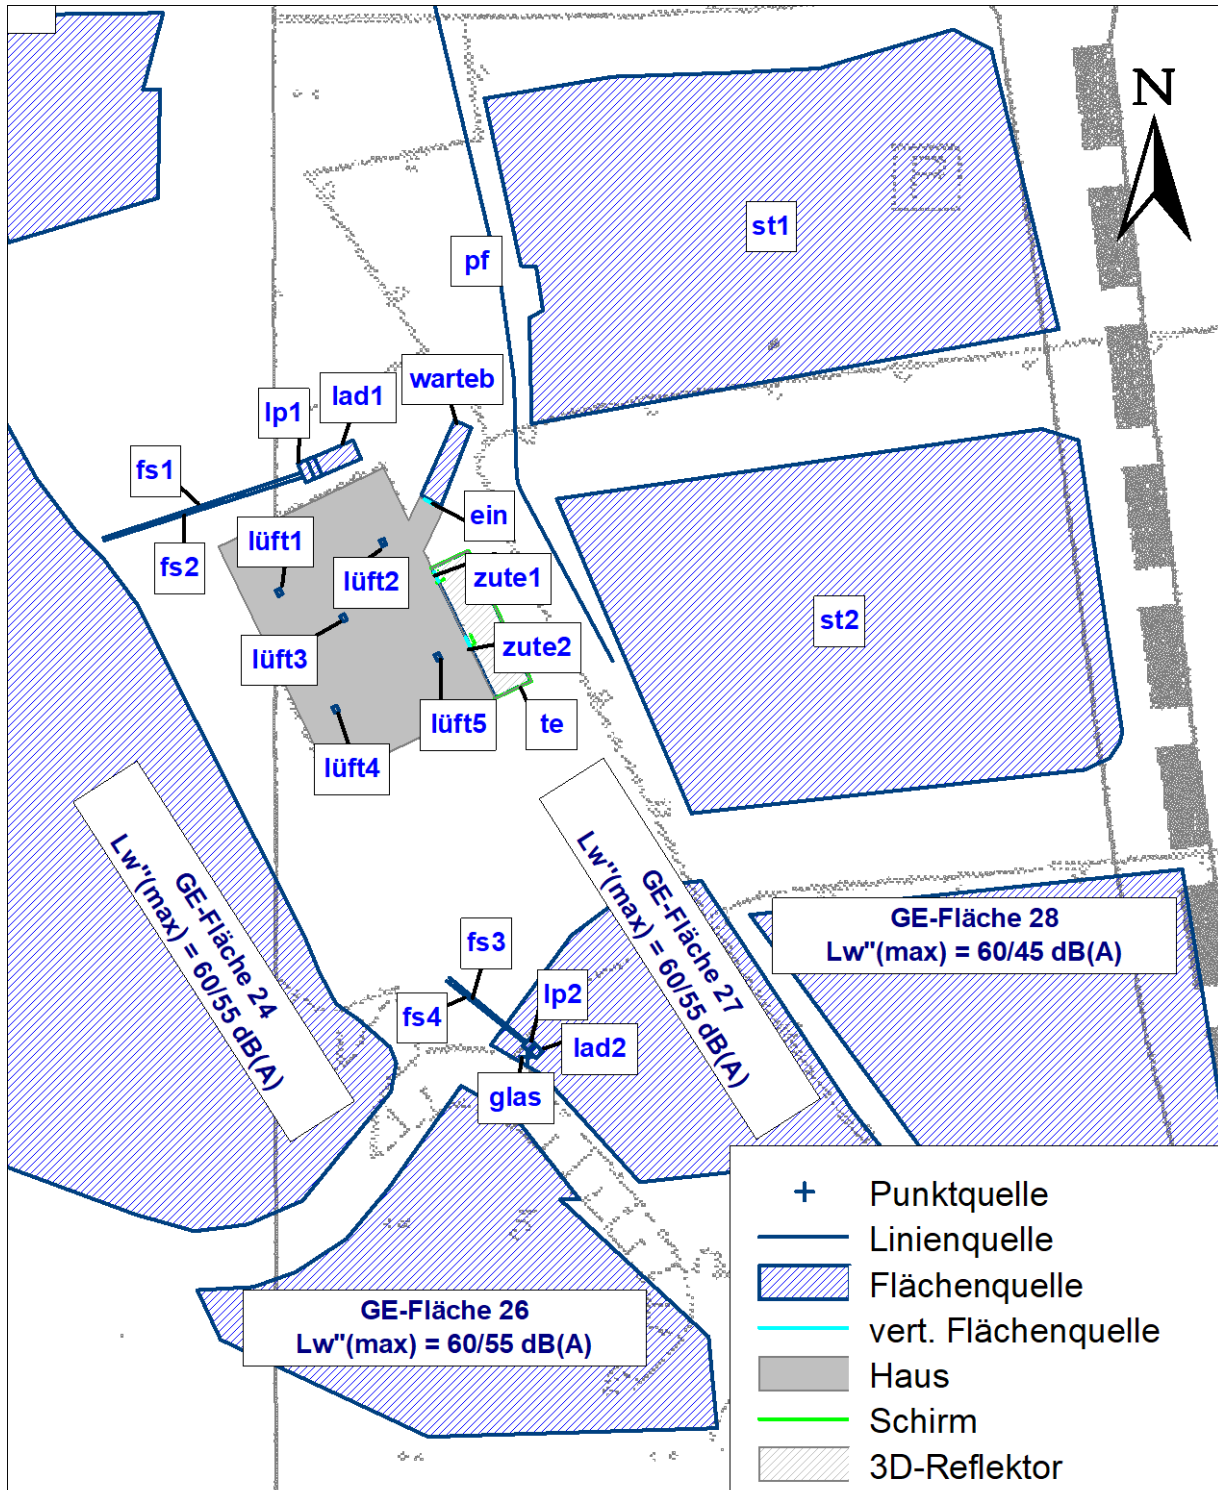 N
st1
pf
warteb
lad1
lp1
fs1
ein
lüft1
fs2
lüft2
zute1
st2
lüft3
zute2
lüft5
te
lüft4
GE-Fläche 24
Lw"(max) = 60/55 dB(A)
GE-Fläche 27
Lw"(max) = 60/55 dB(A)
GE-Fläche 28
Lw"(max) = 60/45 dB(A)
fs3
lp2
fs4
lad2
glas
GE-Fläche 26
Lw"(max) = 60/55 dB(A)
Punktquelle
Linienquelle
Flächenquelle
vert. Flächenquelle
Haus
Schirm
3D-Reflektor